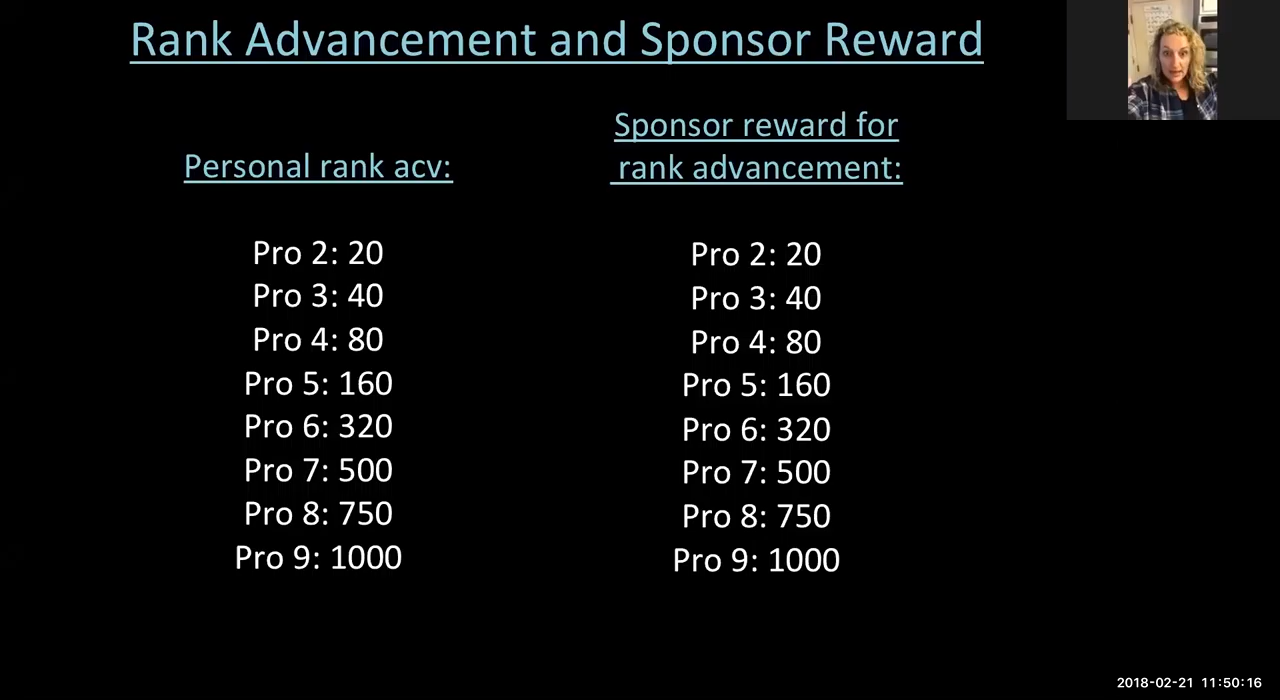 Rank Advancement and Sponsor Reward
Personal rank acv:
Pro 2: 20
Pro 3: 40
Pro 4: 80
Pro 5: 160
Pro 6: 320
Pro 7: 500
Pro 8: 750
Pro 9: 1000
Sponsor reward for
rank advancement:
Pro 2: 20
Pro 3: 40
Pro 4: 80
Pro 5: 160
Pro 6: 320
Pro 7: 500
Pro 8: 750
Pro 9: 1000
2018-02-21 11:50:16